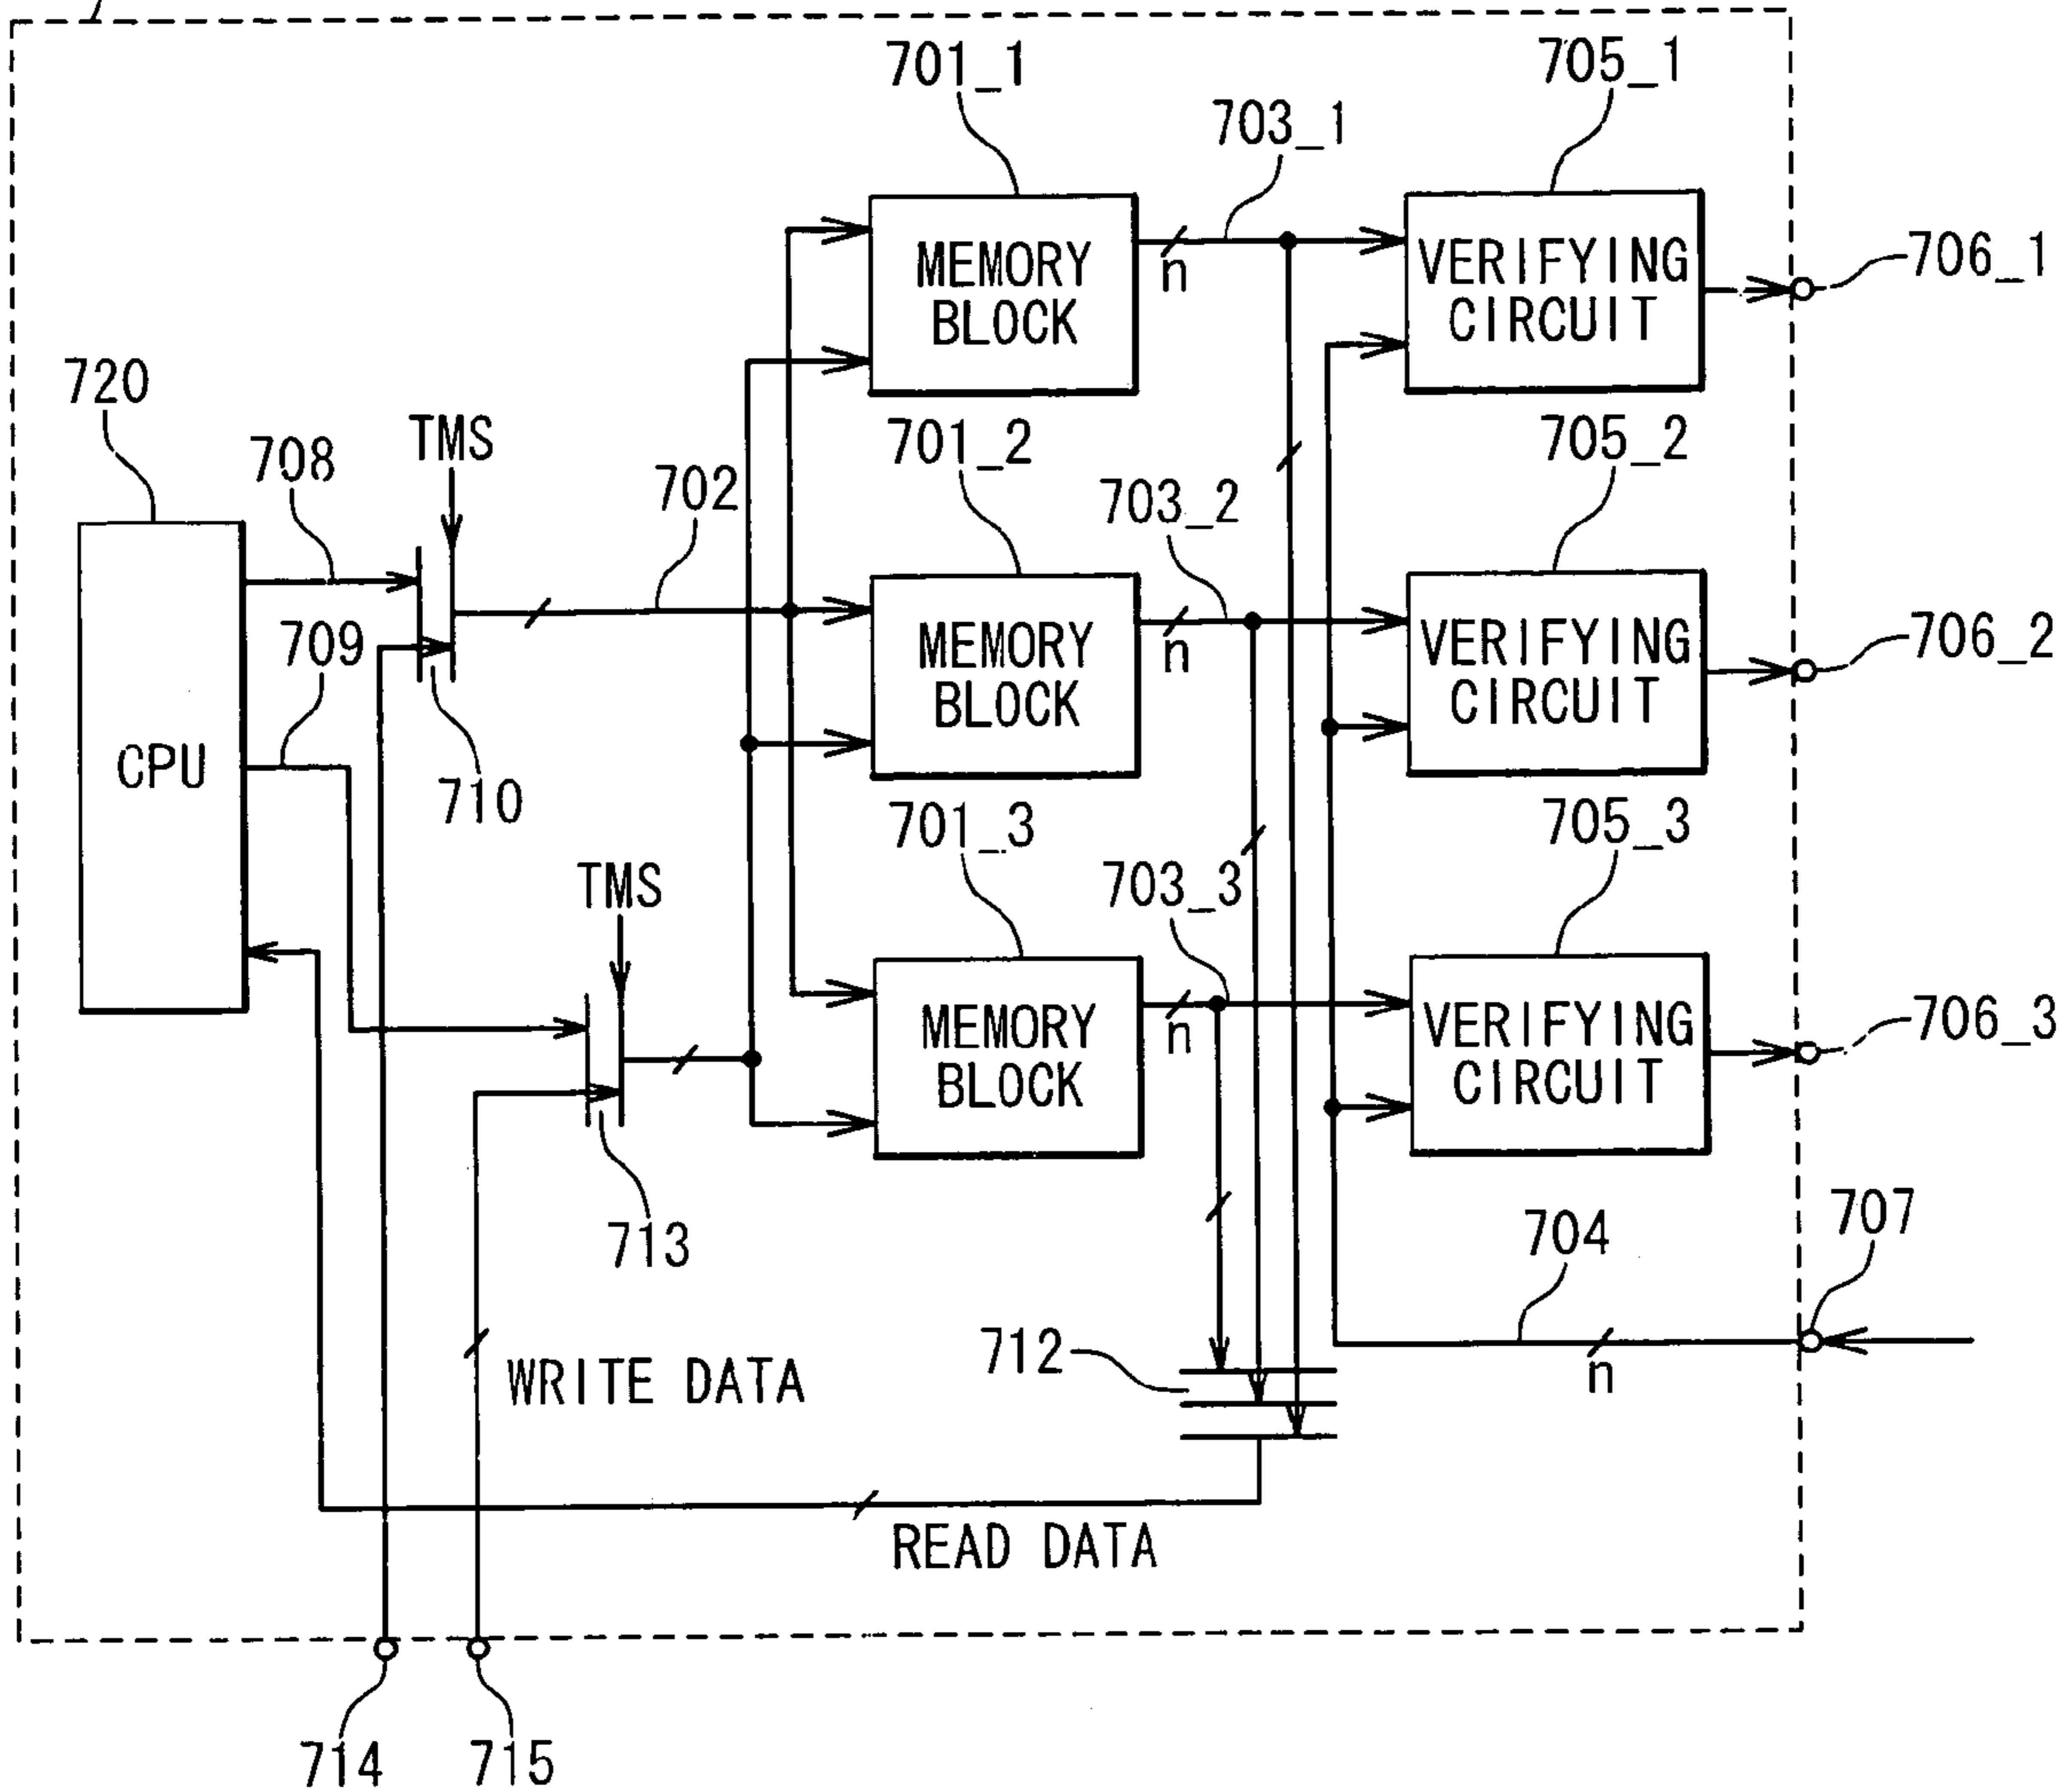 701_1
705_1
703_1
MEMORY
BLOCK
n
VERIFYING
CIRCUIT
706_1
720
708
TMS
702
701_2
703_2
705_2
709
CPU
710
MEMORY
BLOCK
n
VERIFYING
CIRCUIT
706_2
TMS
701_3
703_3
705_3
MEMORY
BLOCK
n
VERIFYING
CIRCUIT
706_3
713
704
707
n
712
WRITE DATA
READ DATA
714
715